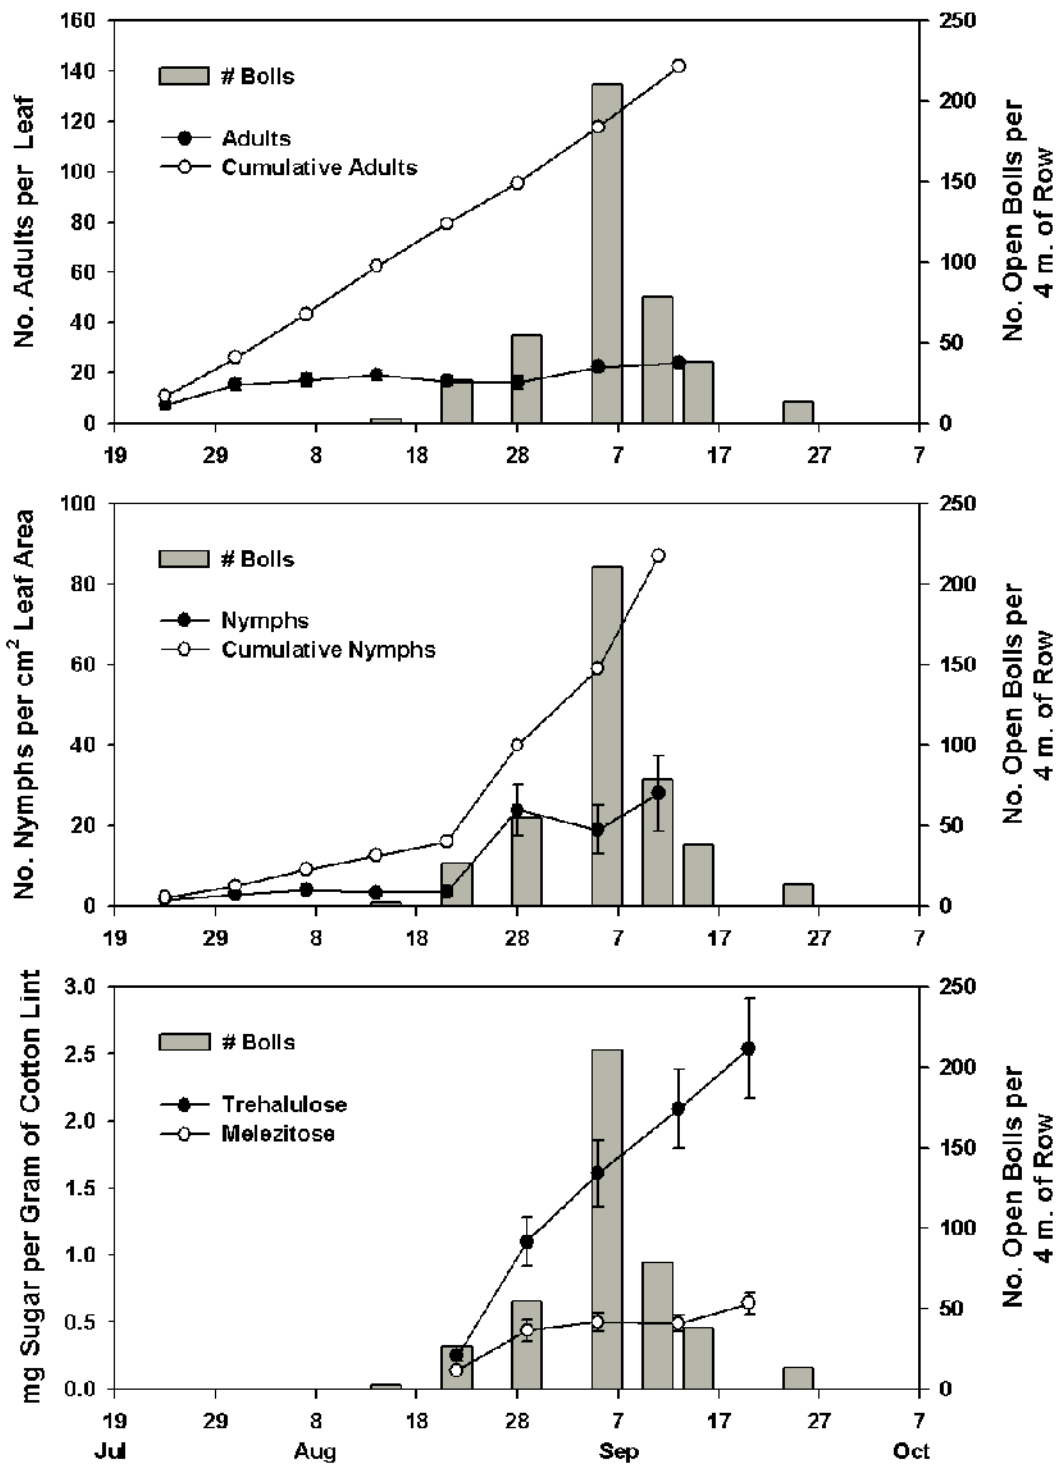 160
140
120
100
80
60
40
20
0
No. Adults per Leaf
# Bolls
Adults
Cumulative Adults
250
200
150
100
50
0
No. Open Bolls per
4 m. of Row
19 29 8 18 28 7 17 27 7
100
80
60
40
20
0
No. Nymphs per cm² Leaf Area
# Bolls
Nymphs
Cumulative Nymphs
250
200
150
100
50
0
No. Open Bolls per
4 m. of Row
19 29 8 18 28 7 17 27 7
3.0
2.5
2.0
1.5
1.0
0.5
0.0
mg Sugar per Gram of Cotton Lint
# Bolls
Trehalulose
Melezitose
250
200
150
100
50
0
No. Open Bolls per
4 m. of Row
19 29 8 18 28 7 17 27 7
Jul Aug Sep Oct